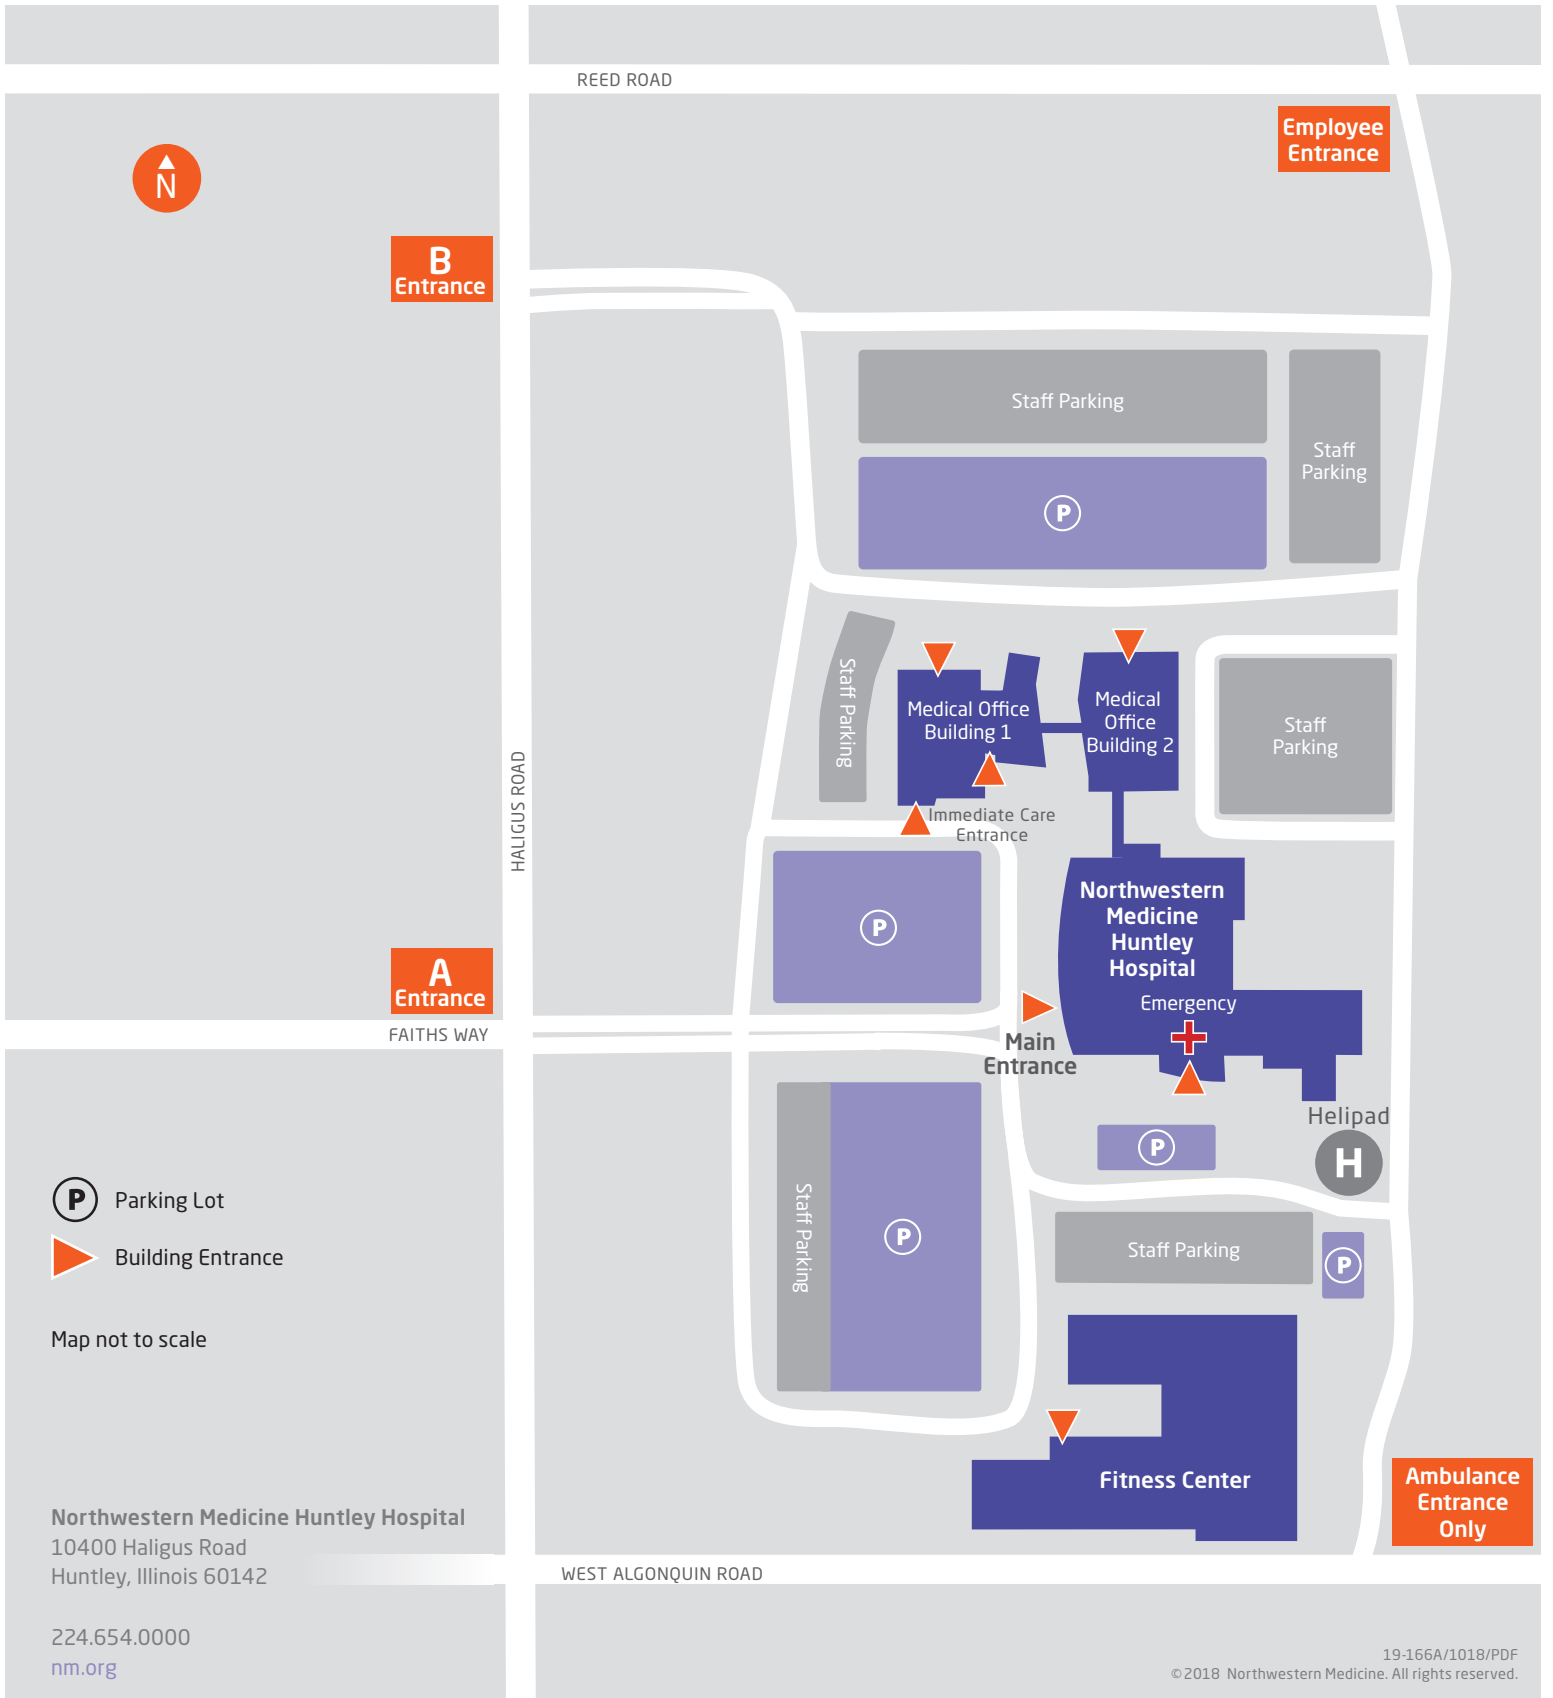 REED ROAD
Employee
Entrance
N
B
Entrance
Staff Parking
Staff
Parking
P
Staff Parking
Medical Office
Building 1
Medical
Office
Building 2
Staff
Parking
HALIGUS ROAD
Immediate Care
Entrance
P
Northwestern
Medicine
Huntley
Hospital
Emergency
A
Entrance
FAITHS WAY
Main
Entrance
Helipad
H
P
P Parking Lot
Building Entrance
Map not to scale
Staff Parking
P
Staff Parking
P
Fitness Center
Ambulance
Entrance
Only
Northwestern Medicine Huntley Hospital
10400 Haligus Road
Huntley, Illinois 60142
WEST ALGONQUIN ROAD
224.654.0000
nm.org
19-166A/1018/PDF
©2018 Northwestern Medicine. All rights reserved.